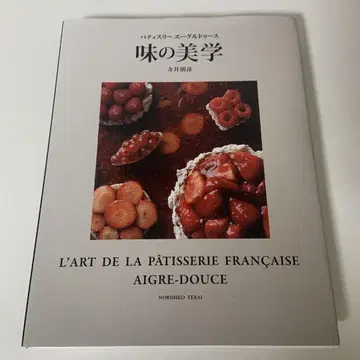 パティスリー エーグルドゥース
味の美学
寺井則彦
L'ART DE LA PÂTISSERIE FRANÇAISE
AIGRE-DOUCE
NORIHIKO TERAI